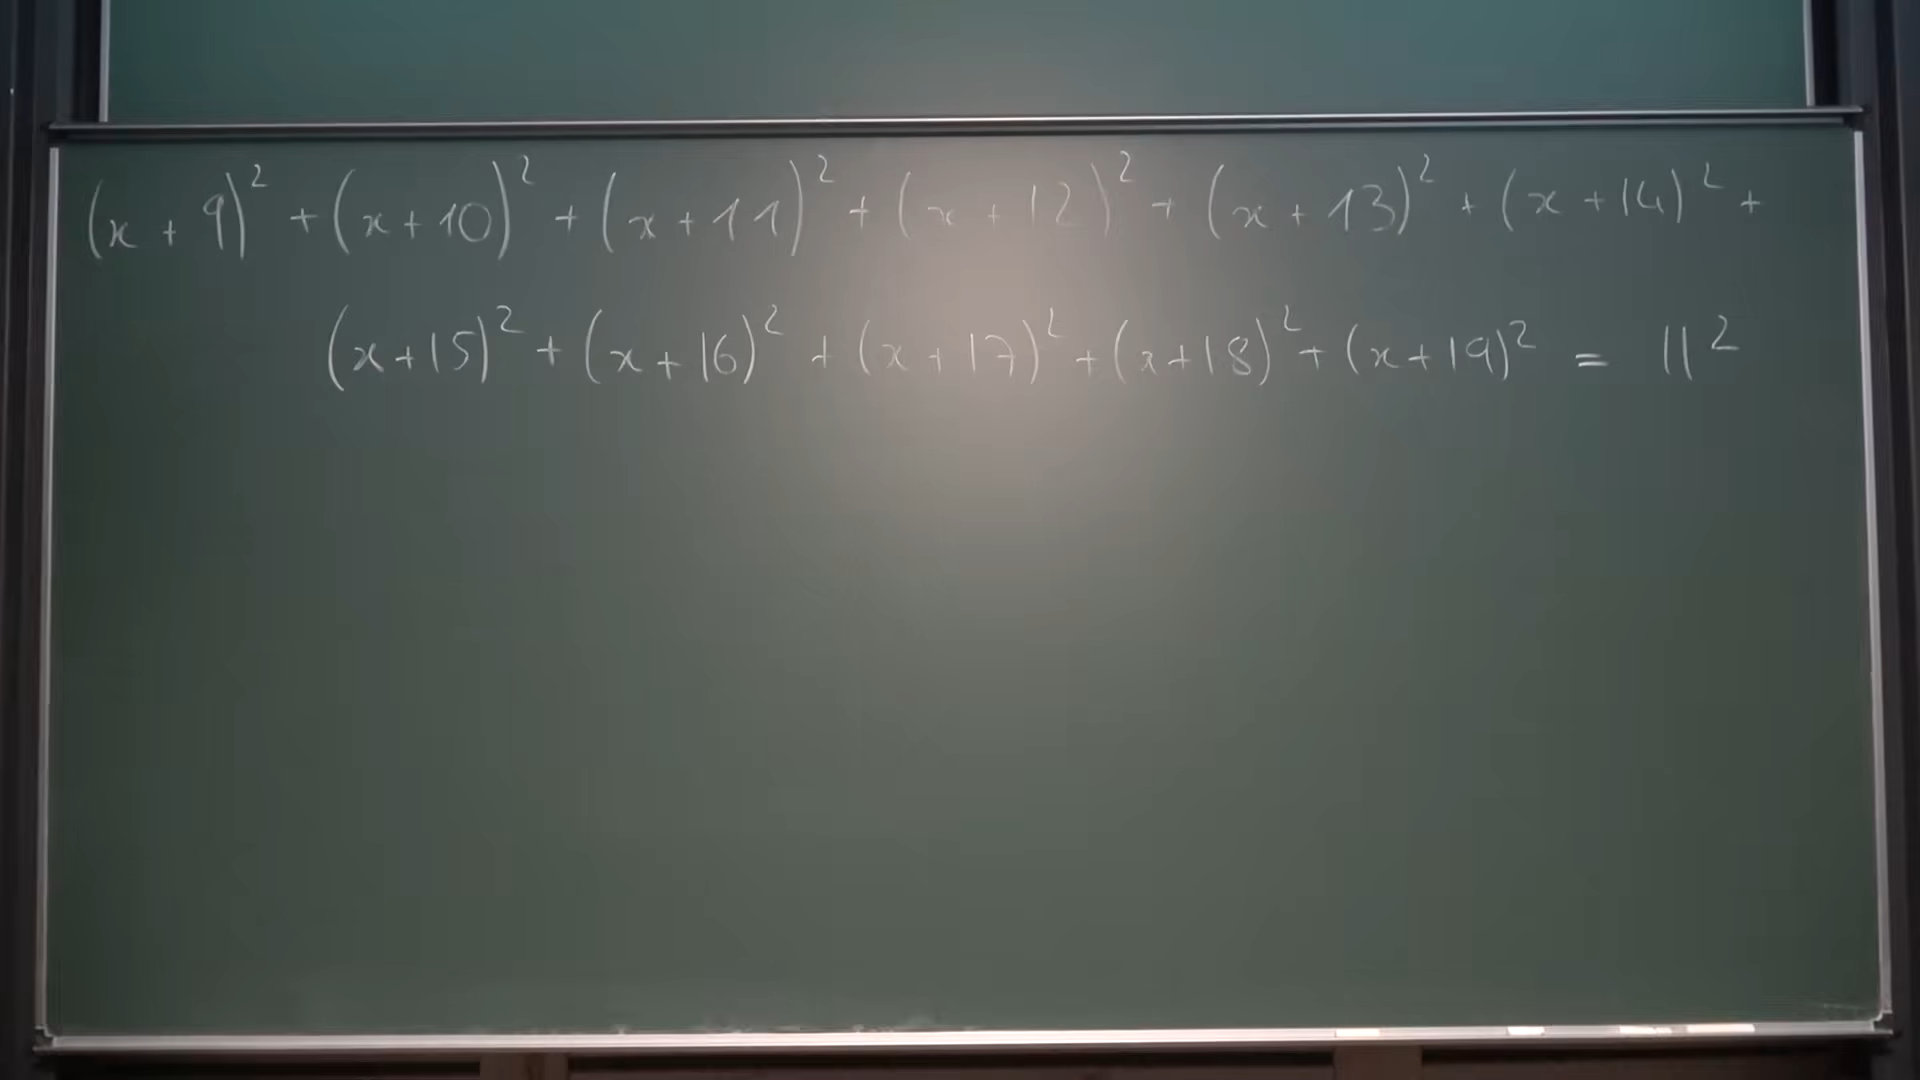 (x+9)² + (x+10)² + (x+11)² + (x+12)² + (x+13)² + (x+14)² +
(x+15)² + (x+16)² + (x+17)² + (x+18)² + (x+19)² = 11²